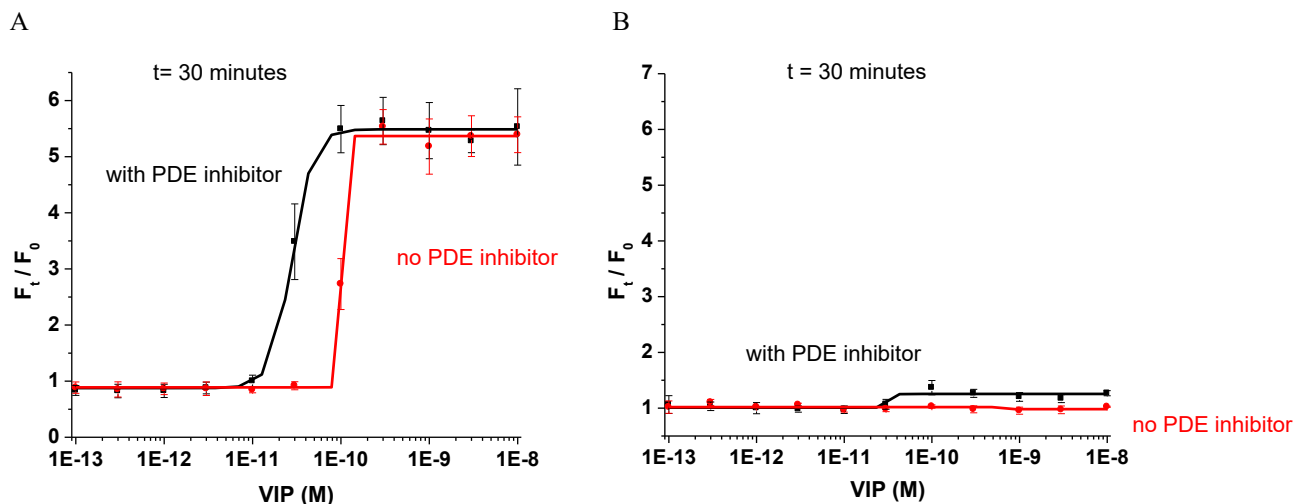 A
t= 30 minutes
6
5
4
3
2
1
0
with PDE inhibitor
no PDE inhibitor
F_t / F_0
1E-13 1E-12 1E-11 1E-10 1E-9 1E-8
VIP (M)
B
t = 30 minutes
7
6
5
4
3
2
1
0
with PDE inhibitor
no PDE inhibitor
F_t / F_0
1E-13 1E-12 1E-11 1E-10 1E-9 1E-8
VIP (M)